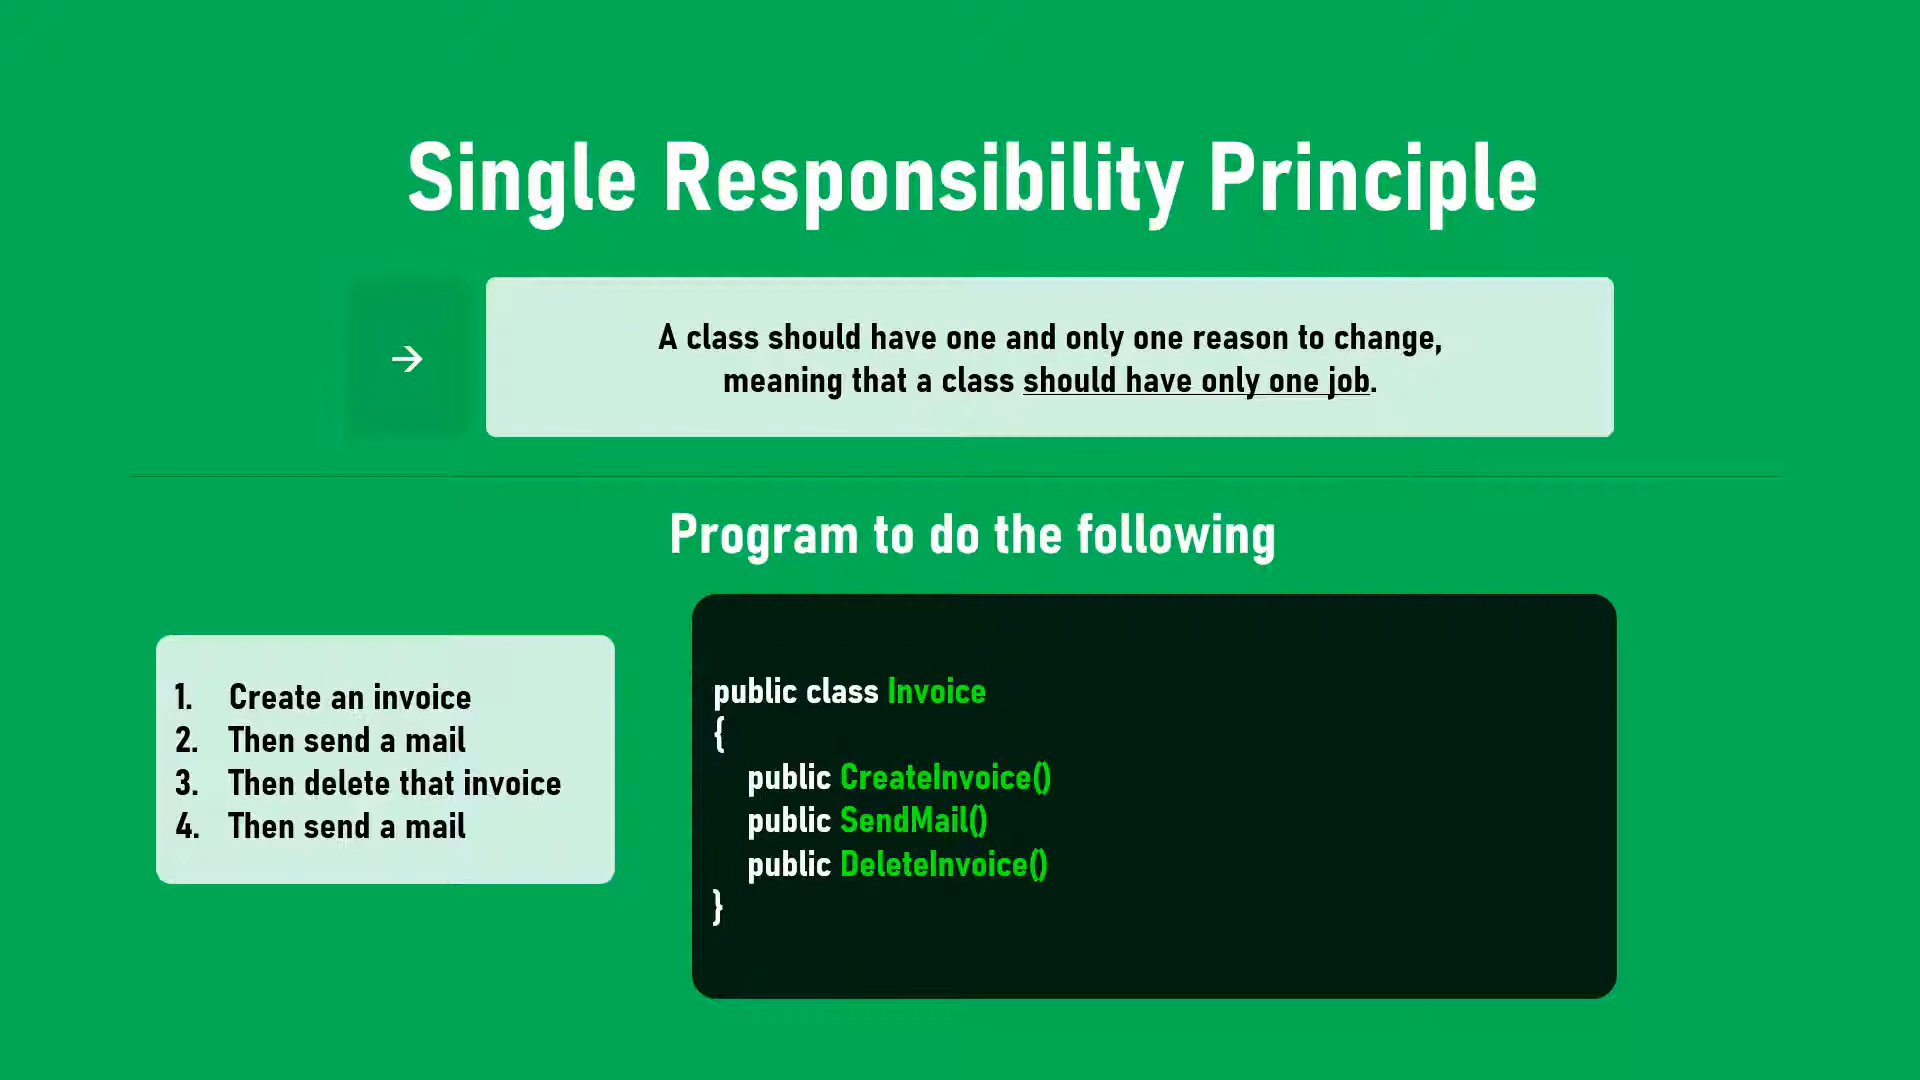 Single Responsibility Principle
→
A class should have one and only one reason to change,
meaning that a class should have only one job.
Program to do the following
1. Create an invoice
2. Then send a mail
3. Then delete that invoice
4. Then send a mail
public class Invoice
{
public CreateInvoice()
public SendMail()
public DeleteInvoice()
}